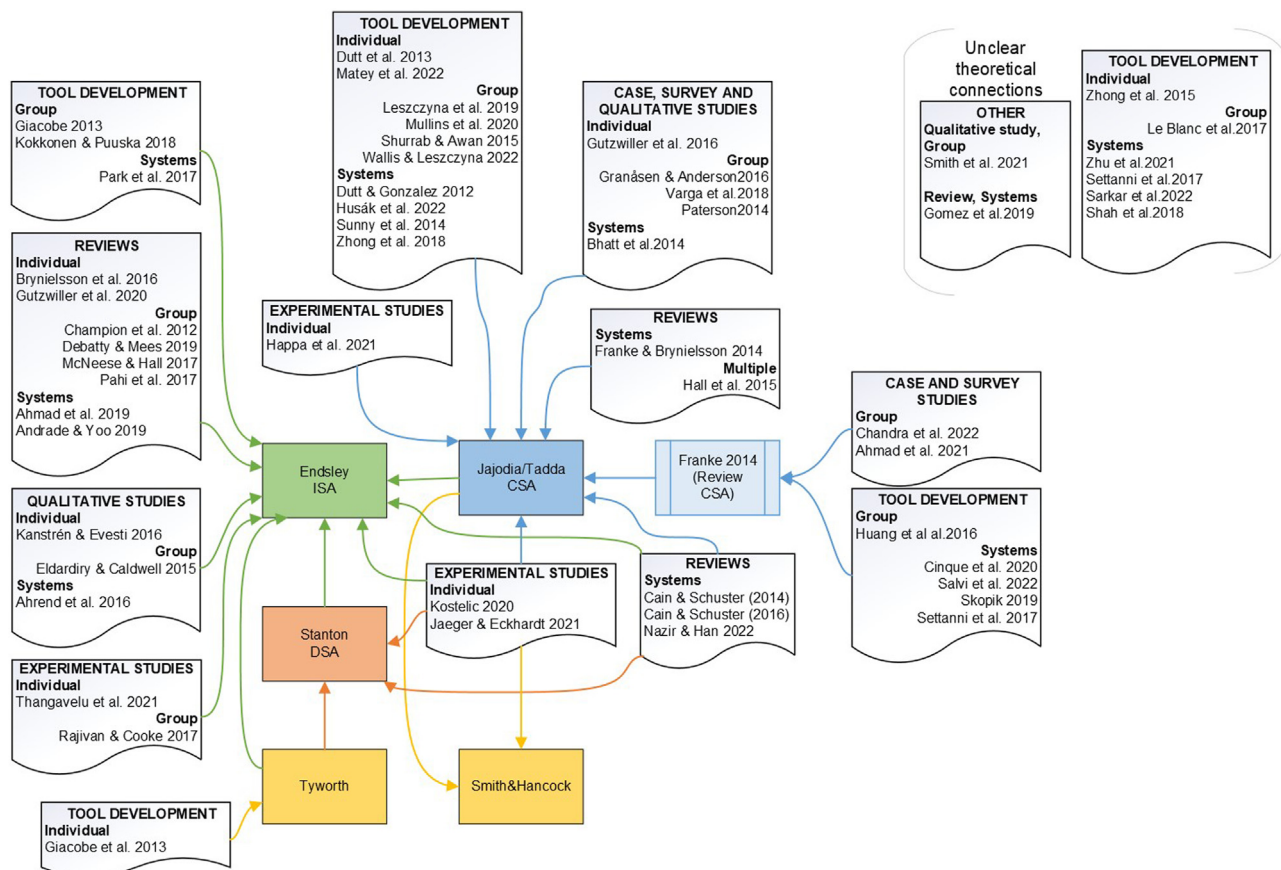 TOOL DEVELOPMENT
Group
Giacobe 2013
Kokkonen & Puuska 2018
Systems
Park et al. 2017
REVIEWS
Individual
Brynielsson et al. 2016
Gutzwiller et al. 2020
Group
Champion et al. 2012
Debatty & Mees 2019
McNeese & Hall 2017
Pahi et al. 2017
Systems
Ahmad et al. 2019
Andrade & Yoo 2019
QUALITATIVE STUDIES
Individual
Kanstrén & Evesti 2016
Group
Eldardiry & Caldwell 2015
Systems
Ahrend et al. 2016
EXPERIMENTAL STUDIES
Individual
Thangavelu et al. 2021
Group
Rajivan & Cooke 2017
TOOL DEVELOPMENT
Individual
Giacobe et al. 2013
TOOL DEVELOPMENT
Individual
Dutt et al. 2013
Matey et al. 2022
Group
Leszczyna et al. 2019
Mullins et al. 2020
Shurrab & Awan 2015
Wallis & Leszczyna 2022
Systems
Dutt & Gonzalez 2012
Husák et al. 2022
Sunny et al. 2014
Zhong et al. 2018
EXPERIMENTAL STUDIES
Individual
Happa et al. 2021
CASE, SURVEY AND
QUALITATIVE STUDIES
Individual
Gutzwiller et al. 2016
Group
Granåsen & Anderson2016
Varga et al.2018
Paterson2014
Systems
Bhatt et al.2014
REVIEWS
Systems
Franke & Brynielsson 2014
Multiple
Hall et al. 2015
Endsley
ISA
Jajodia/Tadda
CSA
Franke 2014
(Review
CSA)
Stanton
DSA
Tyworth
Smith&Hancock
EXPERIMENTAL STUDIES
Individual
Kostelic 2020
Jaeger & Eckhardt 2021
REVIEWS
Systems
Cain & Schuster (2014)
Cain & Schuster (2016)
Nazir & Han 2022
CASE AND SURVEY
STUDIES
Group
Chandra et al. 2022
Ahmad et al. 2021
TOOL DEVELOPMENT
Group
Huang et al.2016
Systems
Cinque et al. 2020
Salvi et al. 2022
Skopik 2019
Settanni et al. 2017
Unclear
theoretical
connections
OTHER
Qualitative study,
Group
Smith et al. 2021
Review, Systems
Gomez et al.2019
TOOL DEVELOPMENT
Individual
Zhong et al. 2015
Group
Le Blanc et al.2017
Systems
Zhu et al.2021
Settanni et al.2017
Sarkar et al.2022
Shah et al.2018